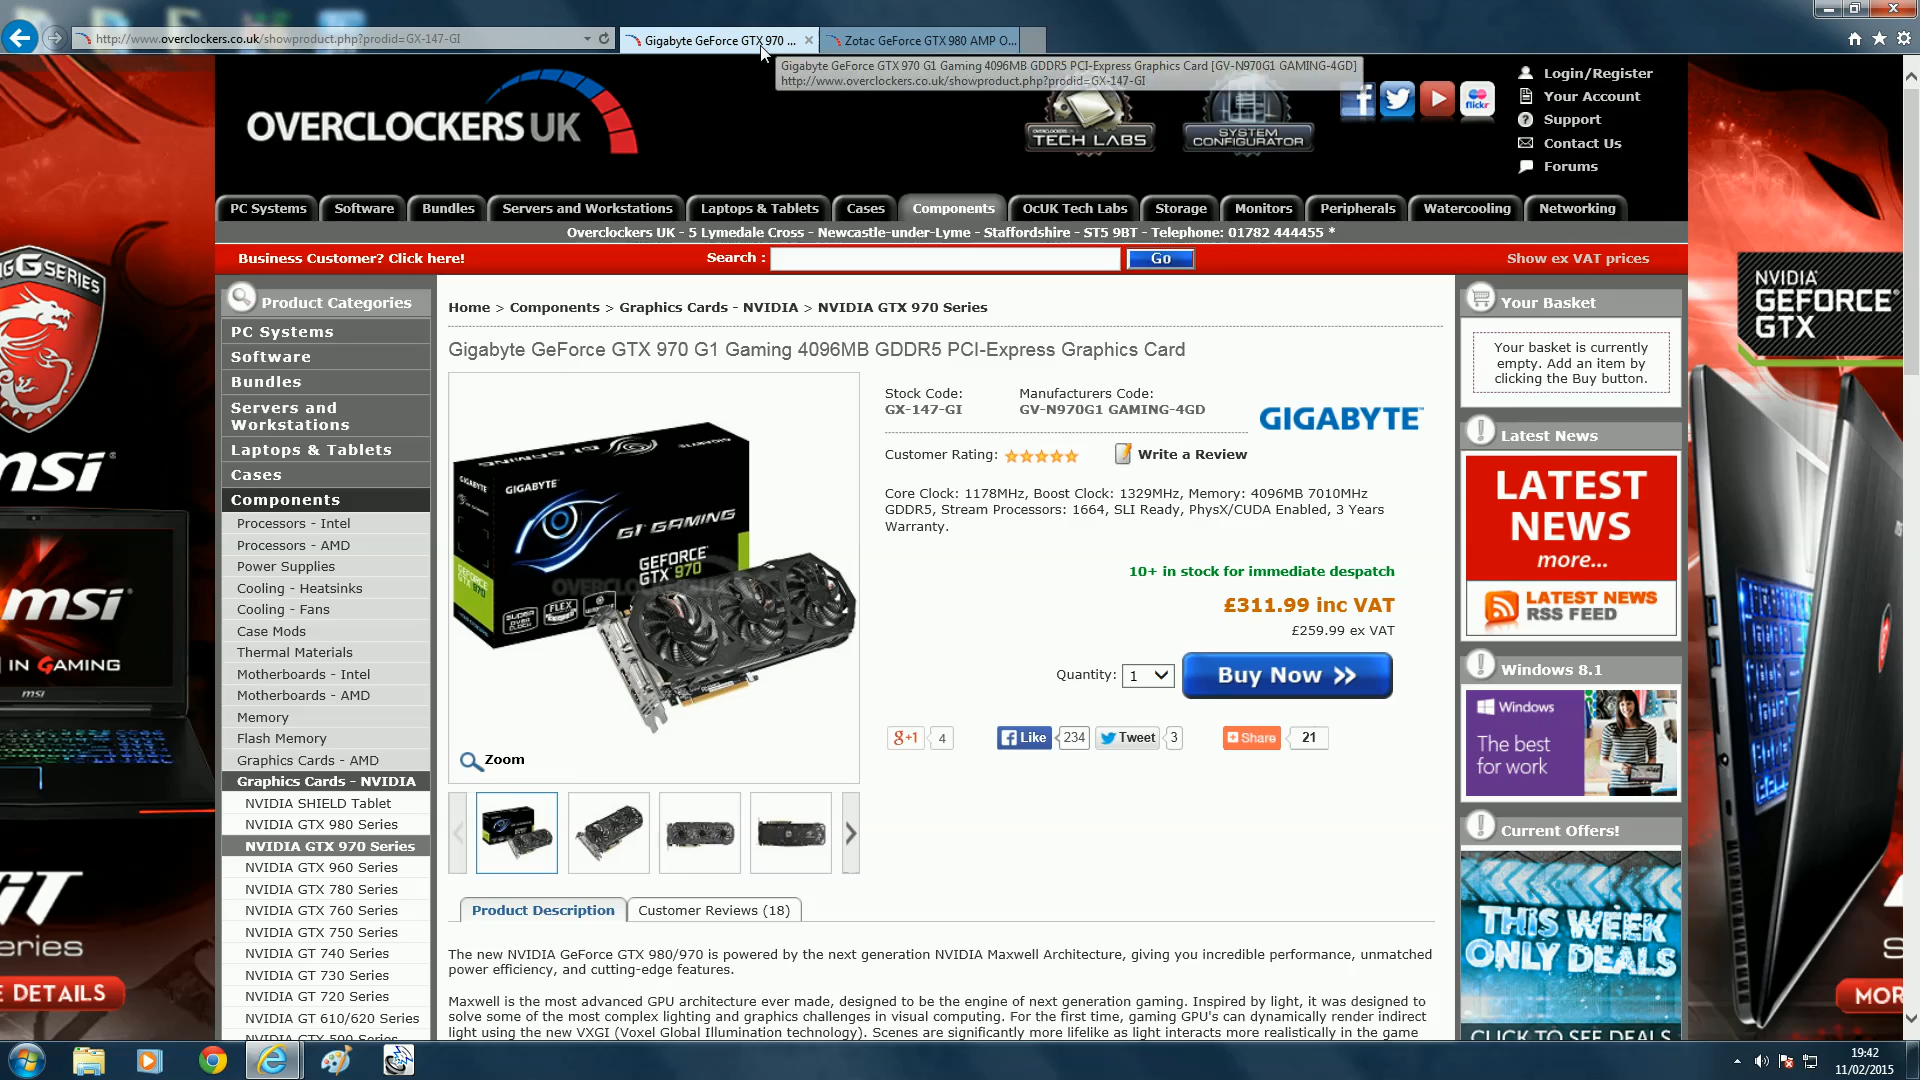 http://www.overclockers.co.uk/showproduct.php?prodid=GX-147-GI
Gigabyte GeForce GTX 970 ...
Zotac GeForce GTX 980 AMP O...
Gigabyte GeForce GTX 970 G1 Gaming 4096MB GDDR5 PCI-Express Graphics Card [GV-N970G1 GAMING-4GD]
http://www.overclockers.co.uk/showproduct.php?prodid=GX-147-GI
OVERCLOCKERS UK
OVERCLOCKERS UK
TECH LABS
SYSTEM
CONFIGURATOR
flickr
Login/Register
Your Account
Support
Contact Us
Forums
PC Systems
Software
Bundles
Servers and Workstations
Laptops & Tablets
Cases
Components
OcUK Tech Labs
Storage
Monitors
Peripherals
Watercooling
Networking
Overclockers UK - 5 Lymedale Cross - Newcastle-under-Lyme - Staffordshire - ST5 9BT - Telephone: 01782 444455 *
Business Customer? Click here!
Search :
Go
Show ex VAT prices
Product Categories
PC Systems
Software
Bundles
Servers and
Workstations
Laptops & Tablets
Cases
Components
Processors - Intel
Processors - AMD
Power Supplies
Cooling - Heatsinks
Cooling - Fans
Case Mods
Thermal Materials
Motherboards - Intel
Motherboards - AMD
Memory
Flash Memory
Graphics Cards - AMD
Graphics Cards - NVIDIA
NVIDIA SHIELD Tablet
NVIDIA GTX 980 Series
NVIDIA GTX 970 Series
NVIDIA GTX 960 Series
NVIDIA GTX 780 Series
NVIDIA GTX 760 Series
NVIDIA GTX 750 Series
NVIDIA GT 740 Series
NVIDIA GT 730 Series
NVIDIA GT 720 Series
NVIDIA GT 610/620 Series
NVIDIA GTX 500 Series
Home > Components > Graphics Cards - NVIDIA > NVIDIA GTX 970 Series
Gigabyte GeForce GTX 970 G1 Gaming 4096MB GDDR5 PCI-Express Graphics Card
GIGABYTE
GIGABYTE
G1 GAMING
G1 GAMING
GEFORCE
GTX 970
GEFORCE
GTX 970
FLEX
Zoom
Stock Code:
GX-147-GI
Manufacturers Code:
GV-N970G1 GAMING-4GD
GIGABYTE
Customer Rating:
Write a Review
Core Clock: 1178MHz, Boost Clock: 1329MHz, Memory: 4096MB 7010MHz
GDDR5, Stream Processors: 1664, SLI Ready, PhysX/CUDA Enabled, 3 Years
Warranty.
10+ in stock for immediate despatch
£311.99 inc VAT
£259.99 ex VAT
Quantity: 1
Buy Now >>
g+1 4
Like 234
Tweet 3
Share 21
Product Description
Customer Reviews (18)
The new NVIDIA GeForce GTX 980/970 is powered by the next generation NVIDIA Maxwell Architecture, giving you incredible performance, unmatched
power efficiency, and cutting-edge features.
Maxwell is the most advanced GPU architecture ever made, designed to be the engine of next generation gaming. Inspired by light, it was designed to
solve some of the most complex lighting and graphics challenges in visual computing. For the first time, gaming GPU's can dynamically render indirect
light using the new VXGI (Voxel Global Illumination technology). Scenes are significantly more lifelike as light interacts more realistically in the game
Your Basket
Your basket is currently
empty. Add an item by
clicking the Buy button.
Latest News
LATEST
NEWS
more...
LATEST NEWS
RSS FEED
Windows 8.1
Windows
The best
for work
Current Offers!
THIS WEEK
ONLY DEALS
CLICK TO SEE DEALS
G SERIES
msi
msi
IN GAMING
msi
eries
E DETAILS
NVIDIA
GEFORCE
GTX
MOR
19:42
11/02/2015